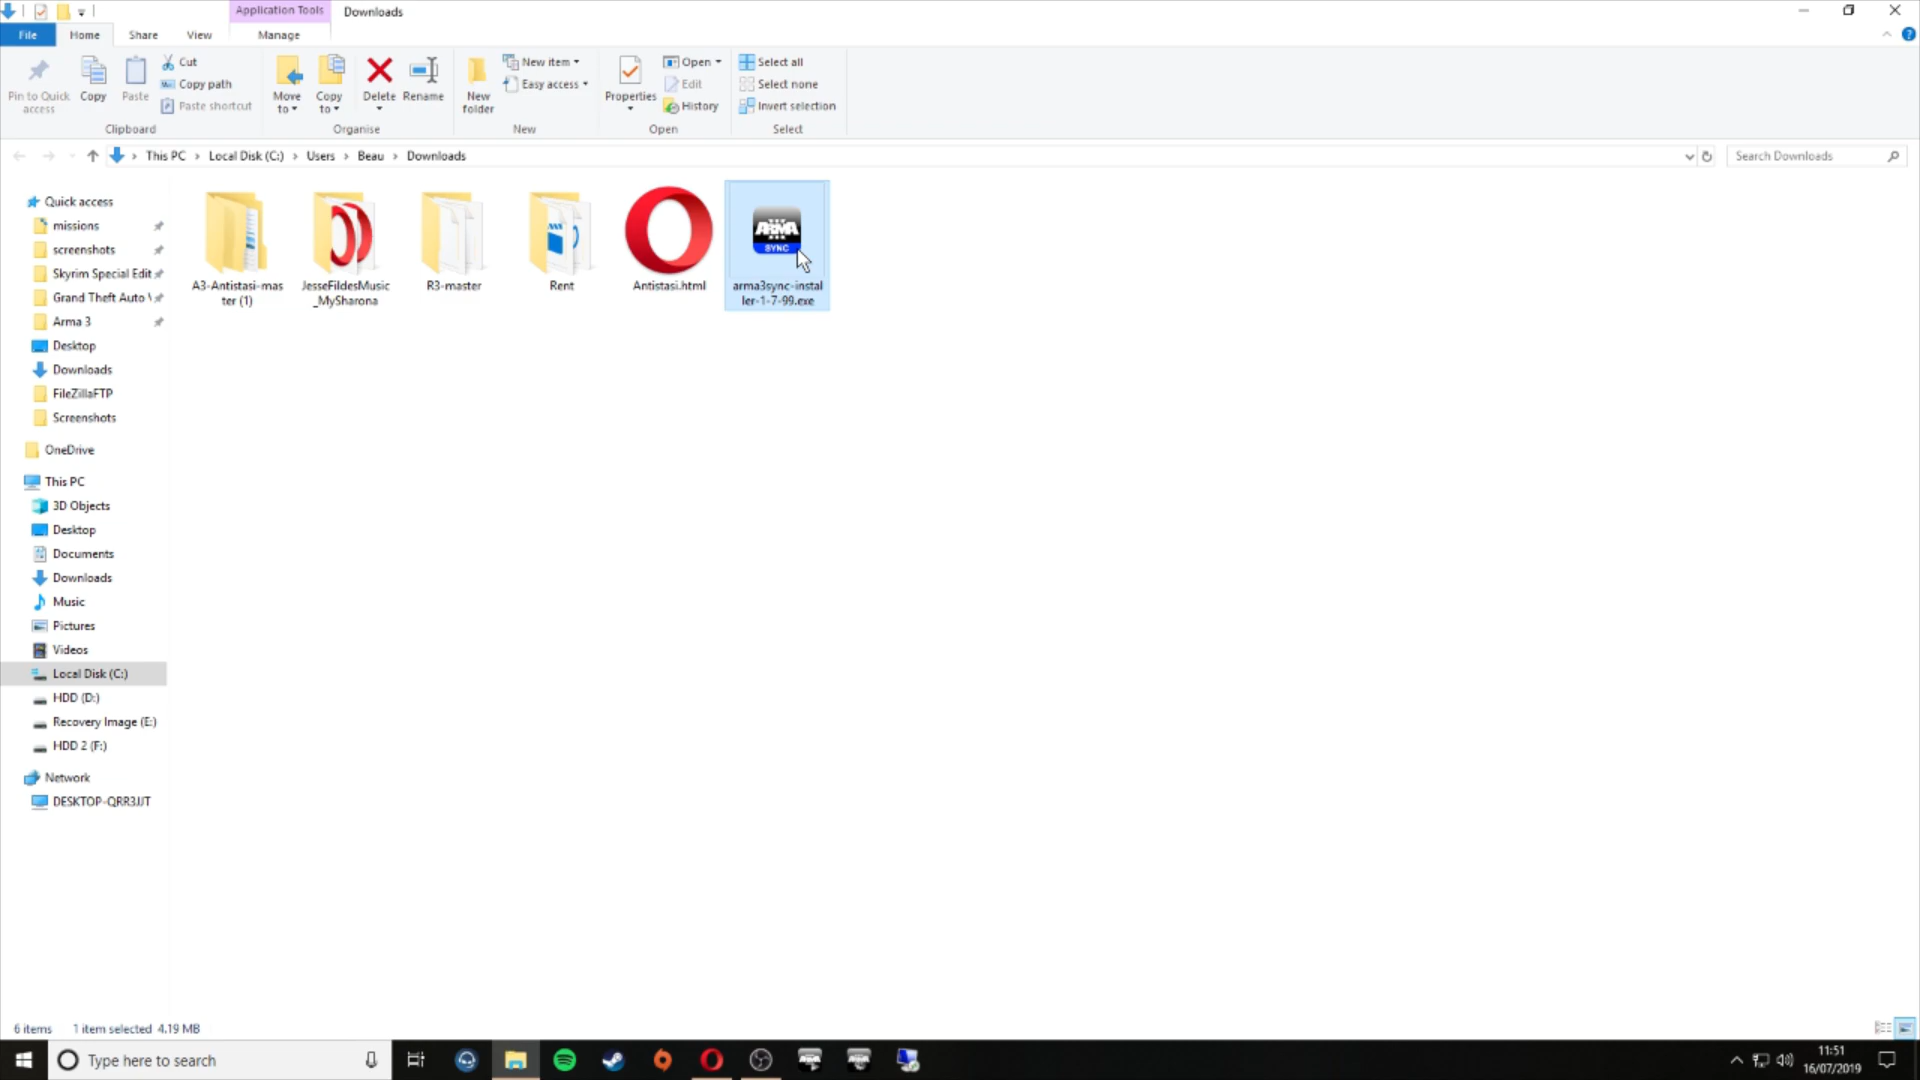 Application Tools
Downloads
File
Home
Share
View
Manage
Pin to Quick access
Copy
Paste
Cut
Copy path
Paste shortcut
Clipboard
Move to
Copy to
Delete
Rename
Organise
New folder
New item
Easy access
New
Properties
Open
Edit
History
Open
Select all
Select none
Invert selection
Select
This PC > Local Disk (C:) > Users > Beau > Downloads
Search Downloads
Quick access
missions
screenshots
Skyrim Special Edit
Grand Theft Auto \
Arma 3
Desktop
Downloads
FileZillaFTP
Screenshots
OneDrive
This PC
3D Objects
Desktop
Documents
Downloads
Music
Pictures
Videos
Local Disk (C:)
HDD (D:)
Recovery Image (E:)
HDD 2 (F:)
Network
DESKTOP-QRR3JJT
A3-Antistasi-mas
ter (1)
JesseFildesMusic
_MySharona
R3-master
Rent
Antistasi.html
ARMA
SYNC
arma3sync-instal
ler-1-7-99.exe
6 items 1 item selected 4.19 MB
Type here to search
11:51
16/07/2019